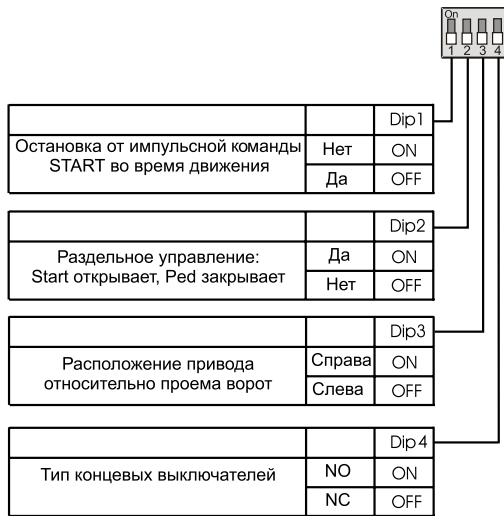 On
1 2 3 4
Dip1
Остановка от импульсной команды
START во время движения
Нет ON
Да OFF
Dip2
Раздельное управление:
Start открывает, Ped закрывает
Да ON
Нет OFF
Dip3
Расположение привода
относительно проема ворот
Справа ON
Слева OFF
Dip4
Тип концевых выключателей
NO ON
NC OFF